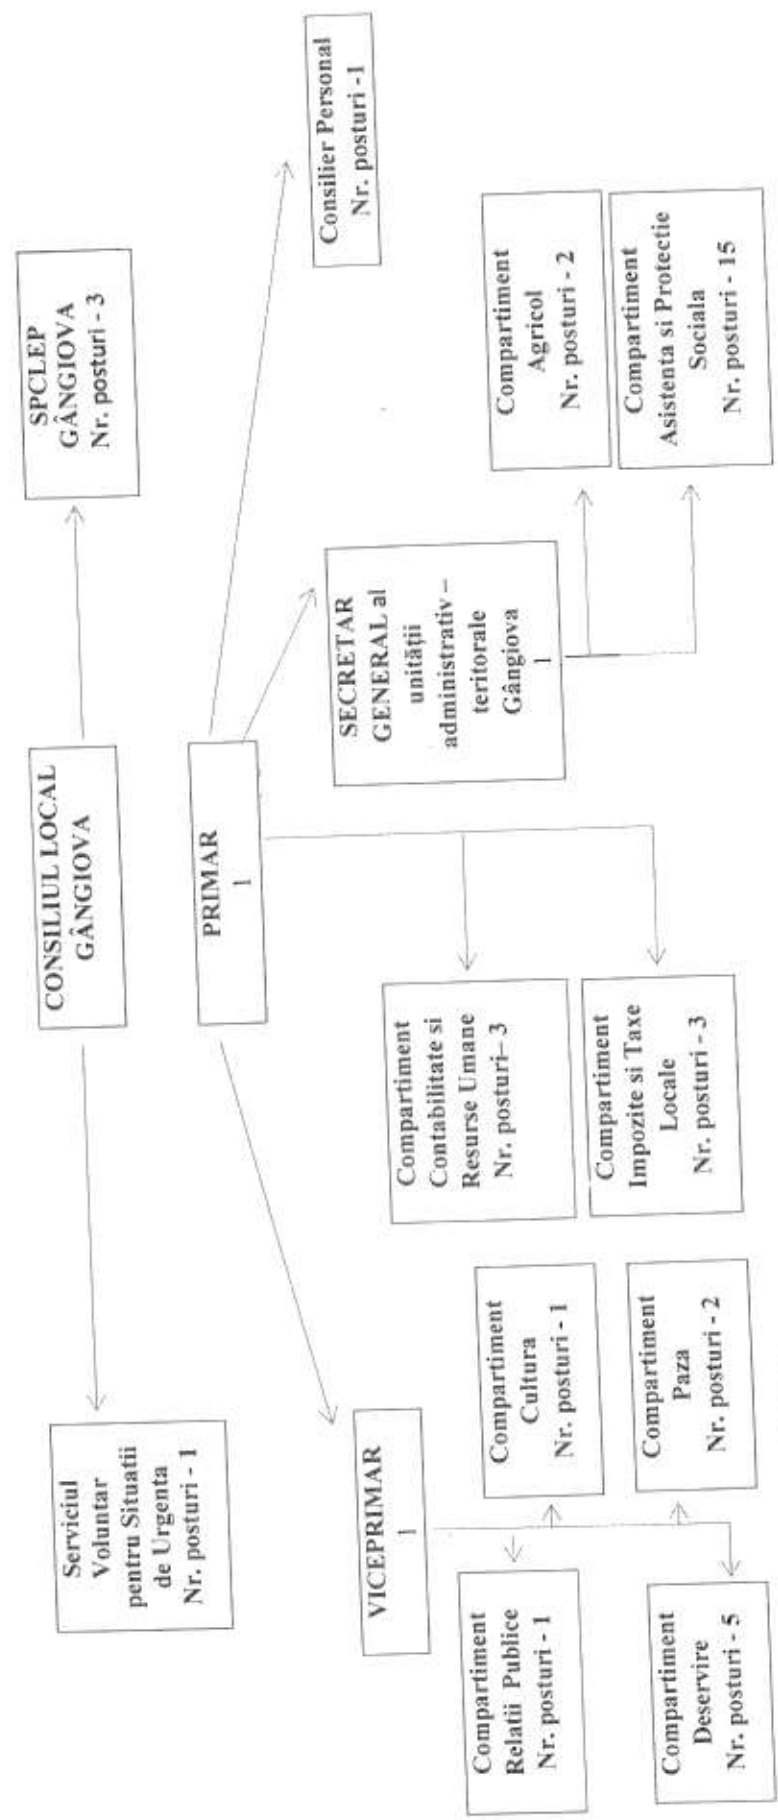 CONSILIUL LOCAL
GÂNGIOVA
Serviciul
Voluntar
pentru Situatii
de Urgenta
Nr. posturi - 1
SPCLEP
GÂNGIOVA
Nr. posturi - 3
PRIMAR
1
VICEPRIMAR
1
SECRETAR
GENERAL al
unității
administrativ –
teritorale
Gângiova
1
Consilier Personal
Nr. posturi -1
Compartiment
Relatii Publice
Nr. posturi - 1
Compartiment
Cultura
Nr. posturi - 1
Compartiment
Deservire
Nr. posturi - 5
Compartiment
Paza
Nr. posturi - 2
Compartiment
Contabilitate si
Resurse Umane
Nr. posturi– 3
Compartiment
Impozite si Taxe
Locale
Nr. posturi - 3
Compartiment
Agricol
Nr. posturi - 2
Compartiment
Asistenta si Protectie
Sociala
Nr. posturi - 15